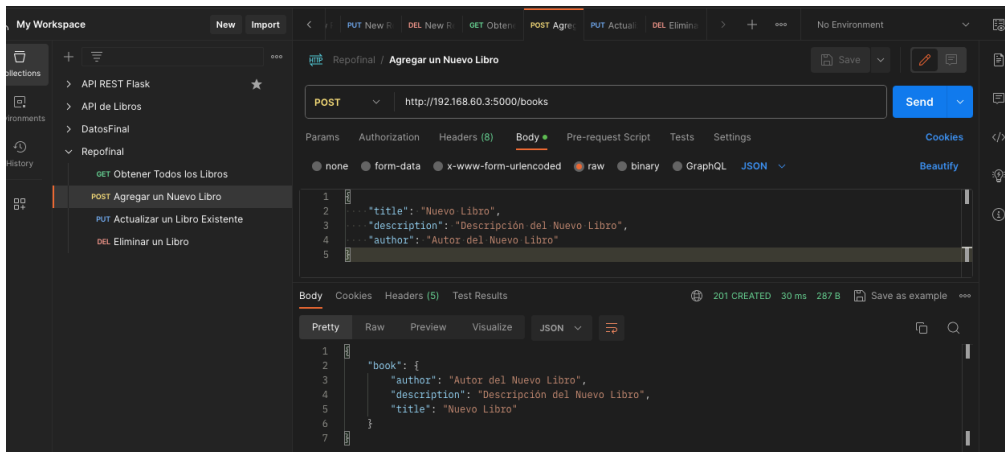 My Workspace
New
Import
PUT New R
DEL New R
GET Obten
POST Agre
PUT Actuali
DEL Elimina
No Environment
Repofinal / Agregar un Nuevo Libro
Save
API REST Flask
API de Libros
DatosFinal
Repofinal
GET Obtener Todos los Libros
POST Agregar un Nuevo Libro
PUT Actualizar un Libro Existente
DEL Eliminar un Libro
ollections
ironments
History
POST
http://192.168.60.3:5000/books
Send
Params Authorization Headers (8) Body Pre-request Script Tests Settings Cookies
none form-data x-www-form-urlencoded raw binary GraphQL JSON Beautify
1 {
2 "title": "Nuevo Libro",
3 "description": "Descripción del Nuevo Libro",
4 "author": "Autor del Nuevo Libro"
5 }
Body Cookies Headers (5) Test Results 201 CREATED 30 ms 287 B Save as example
Pretty Raw Preview Visualize JSON
1 {
2 "book": {
3 "author": "Autor del Nuevo Libro",
4 "description": "Descripción del Nuevo Libro",
5 "title": "Nuevo Libro"
6 }
7 }